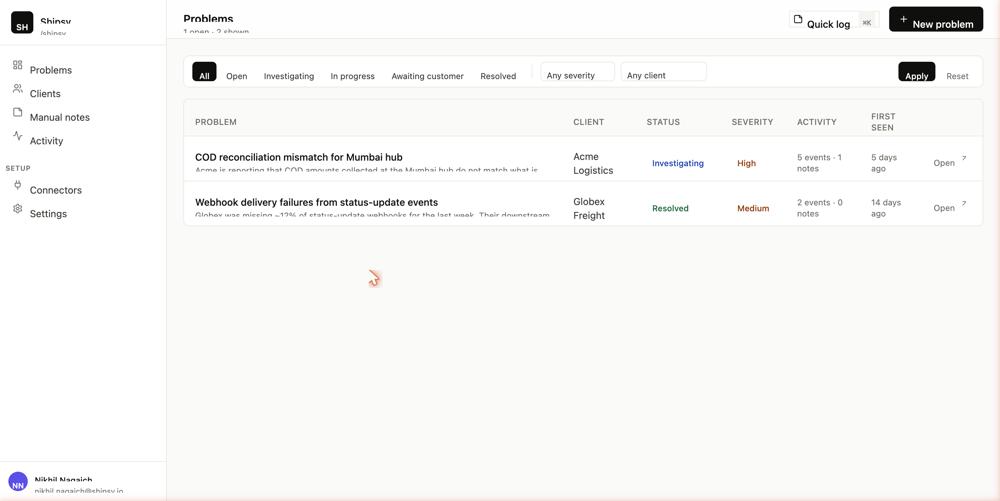 SH
Shipsy
/shipsy
Problems
Clients
Manual notes
Activity
SETUP
Connectors
Settings
NN
Nikhil Nagaich
nikhil.nagaich@shipsy.io
Problems
1 open · 2 shown
Quick log ⌘K
New problem
All Open Investigating In progress Awaiting customer Resolved Any severity Any client Apply Reset
PROBLEM CLIENT STATUS SEVERITY ACTIVITY FIRST SEEN
COD reconciliation mismatch for Mumbai hub
Acme is reporting that COD amounts collected at the Mumbai hub do not match what is
Acme
Logistics
Investigating
High
5 events · 1
notes
5 days
ago
Open
Webhook delivery failures from status-update events
Globex was missing ~12% of status-update webhooks for the last week. Their downstream
Globex
Freight
Resolved
Medium
2 events · 0
notes
14 days
ago
Open